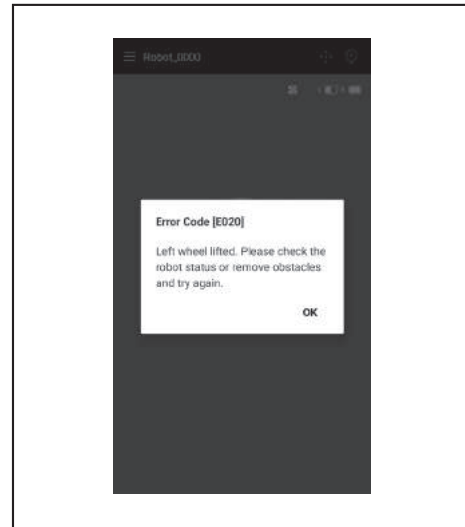 Robot_0000
Error Code [E020]
Left wheel lifted. Please check the
robot status or remove obstacles
and try again.
OK